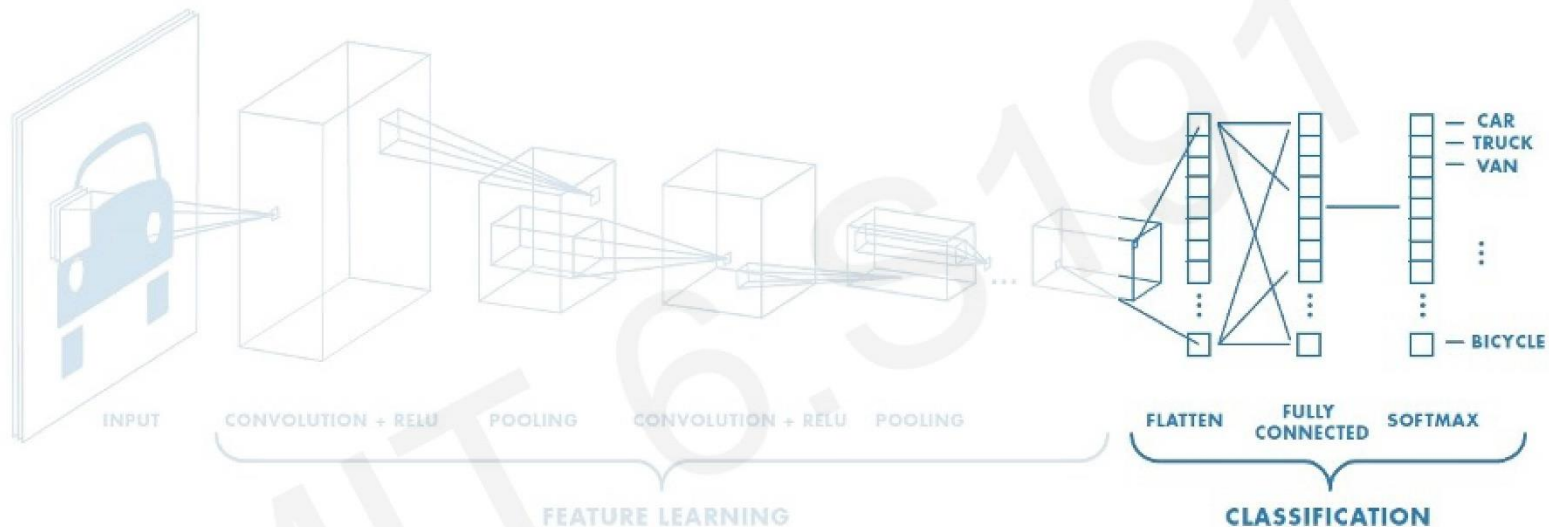 CAR
TRUCK
VAN
BICYCLE
INPUT
CONVOLUTION + RELU
POOLING
CONVOLUTION + RELU
POOLING
FLATTEN
FULLY
CONNECTED
SOFTMAX
FEATURE LEARNING
CLASSIFICATION
MIT 6.S191